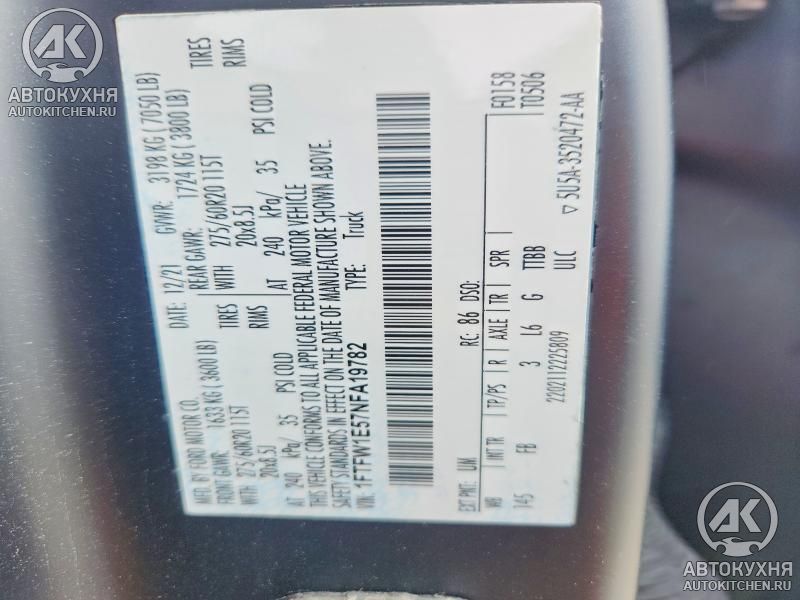 MFD. BY FORD MOTOR CO.
DATE: 12/21 GVWR: 3198 KG ( 7050 LB)
FRONT GAWR: 1633 KG ( 3600 LB) REAR GAWR: 1724 KG ( 3800 LB)
WITH 275/60R20 115T TIRES WITH 275/60R20 115T TIRES
20x8.5J RIMS 20x8.5J RIMS
AT 240 kPa/ 35 PSI COLD AT 240 kPa/ 35 PSI COLD
THIS VEHICLE CONFORMS TO ALL APPLICABLE FEDERAL MOTOR VEHICLE
SAFETY STANDARDS IN EFFECT ON THE DATE OF MANUFACTURE SHOWN ABOVE.
VIN: 1FTFW1E57NFA19782 TYPE: Truck
F0158
T0506
EXT PNT: UM RC: 86 DSO:
WB INT TR TP/PS R AXLE TR SPR
145 FB 3 L6 G TTBB
2202112225809 ULC
▽ 5U5A-3520472-AA
AK
АВТОКУХНЯ
AUTOKITCHEN.RU
AK
АВТОКУХНЯ
AUTOKITCHEN.RU